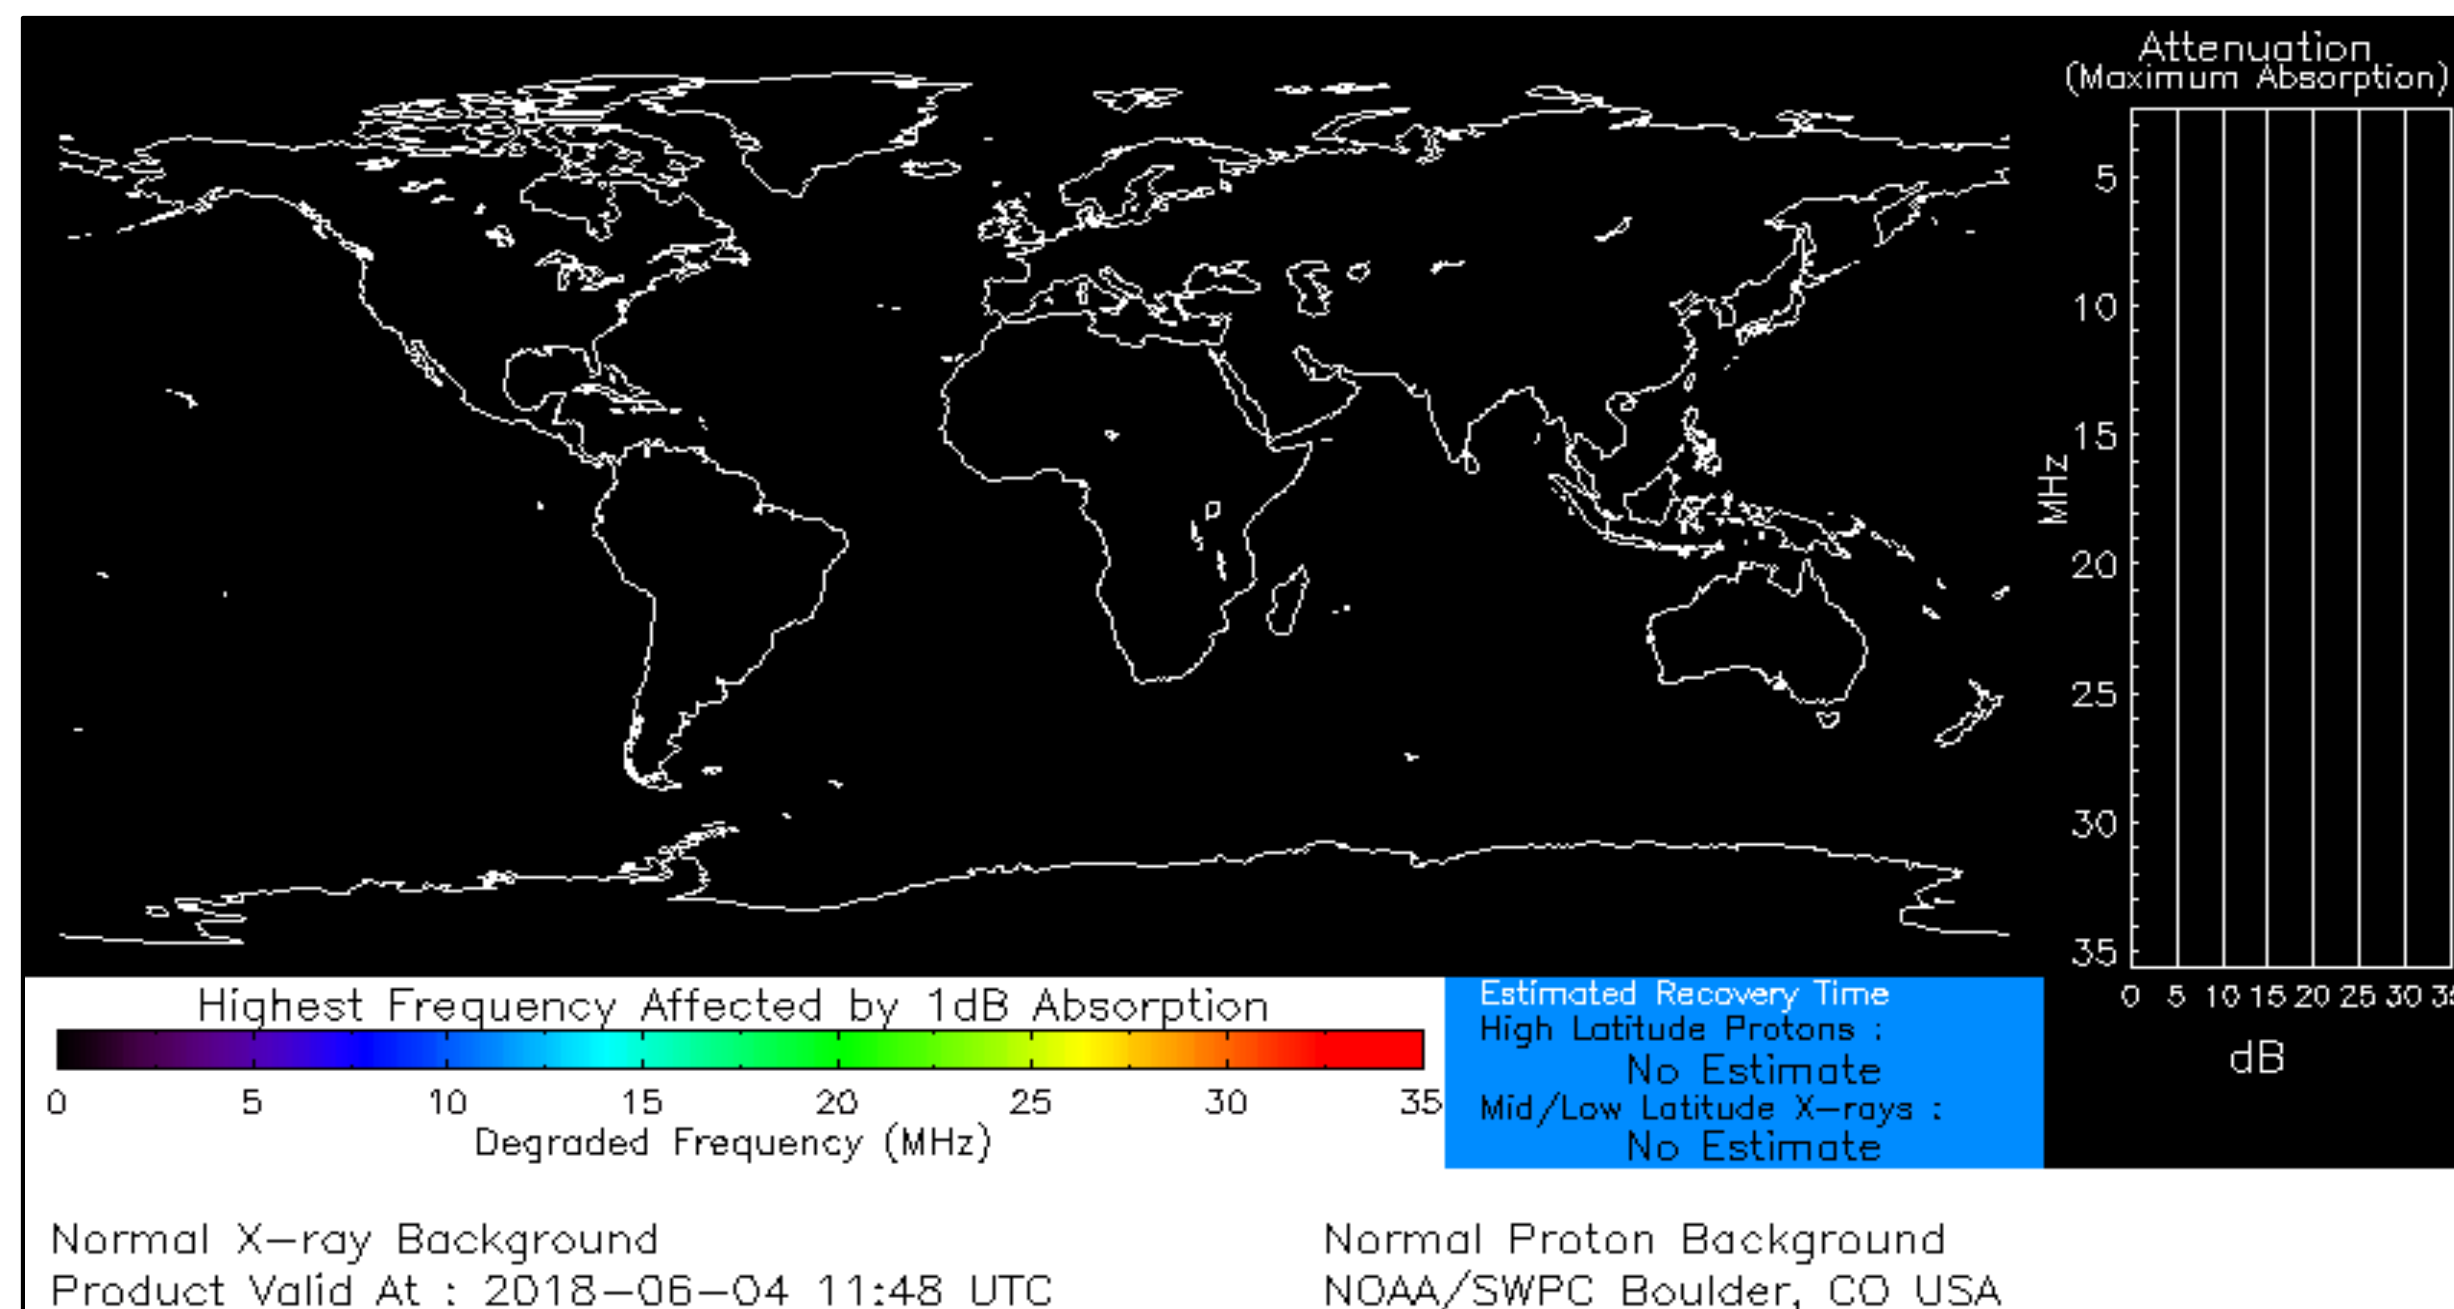 Attenuation
(Maximum Absorption)
5
10
15
20
25
30
35
MHz
0 5 10 15 20 25 30
dB
Highest Frequency Affected by 1dB Absorption
0 5 10 15 20 25 30 35
Degraded Frequency (MHz)
Estimated Recovery Time
High Latitude Protons :
No Estimate
Mid/Low Latitude X-rays :
No Estimate
Normal X-ray Background
Normal Proton Background
Product Valid At : 2018-06-04 11:48 UTC
NOAA/SWPC Boulder, CO USA